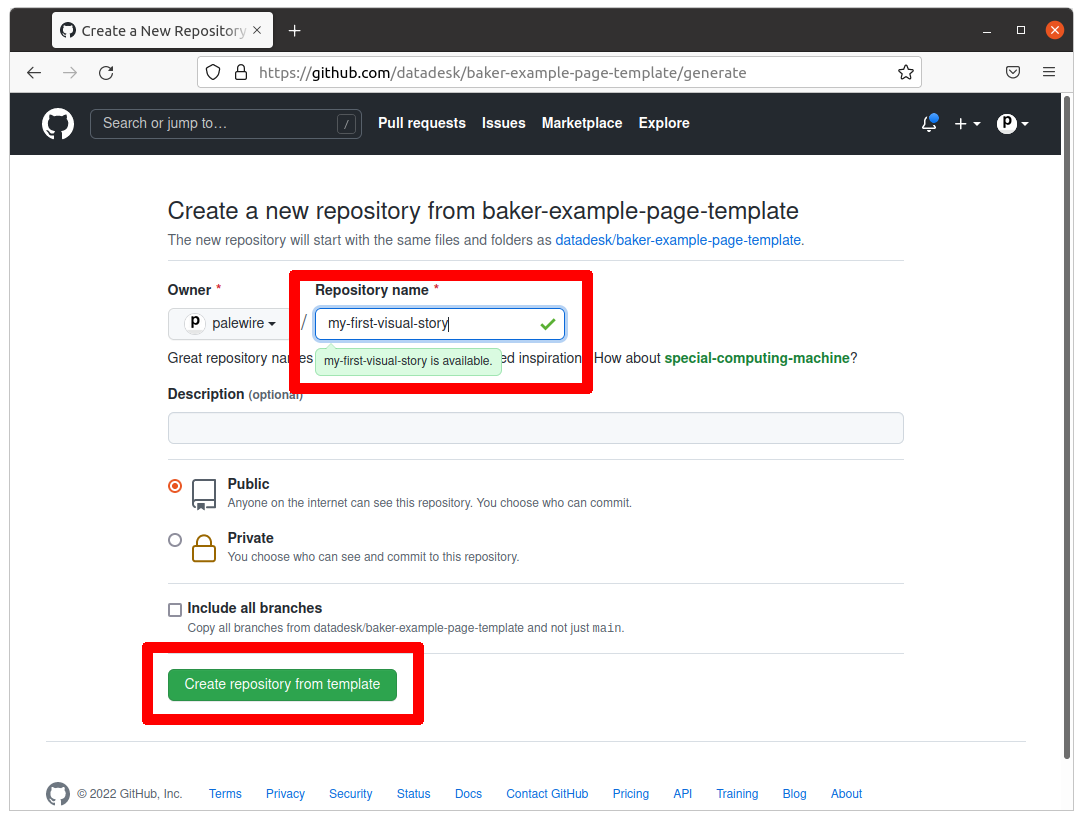 Create a New Repository
https://github.com/datadesk/baker-example-page-template/generate
Search or jump to… / Pull requests Issues Marketplace Explore
Create a new repository from baker-example-page-template
The new repository will start with the same files and folders as datadesk/baker-example-page-template.
Owner * Repository name *
P palewire / my-first-visual-story
Great repository names ed inspiration How about special-computing-machine?
my-first-visual-story is available.
Description (optional)
Public
Anyone on the internet can see this repository. You choose who can commit.
Private
You choose who can see and commit to this repository.
Include all branches
Copy all branches from datadesk/baker-example-page-template and not just main.
Create repository from template
© 2022 GitHub, Inc. Terms Privacy Security Status Docs Contact GitHub Pricing API Training Blog About